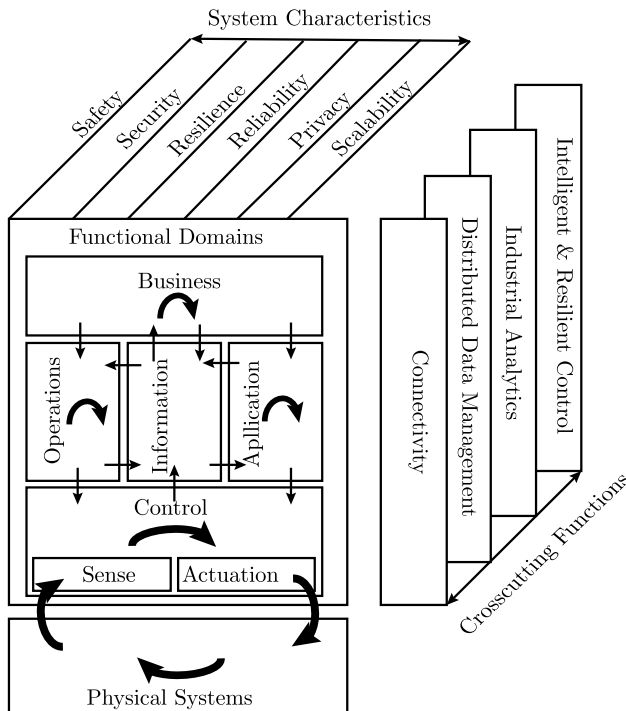 System Characteristics
Safety
Security
Resilience
Reliability
Privacy
Scalability
Functional Domains
Business
Operations
Information
Apllication
Control
Sense
Actuation
Physical Systems
Connectivity
Distributed Data Management
Industrial Analytics
Intelligent & Resilient Control
Crosscutting Functions